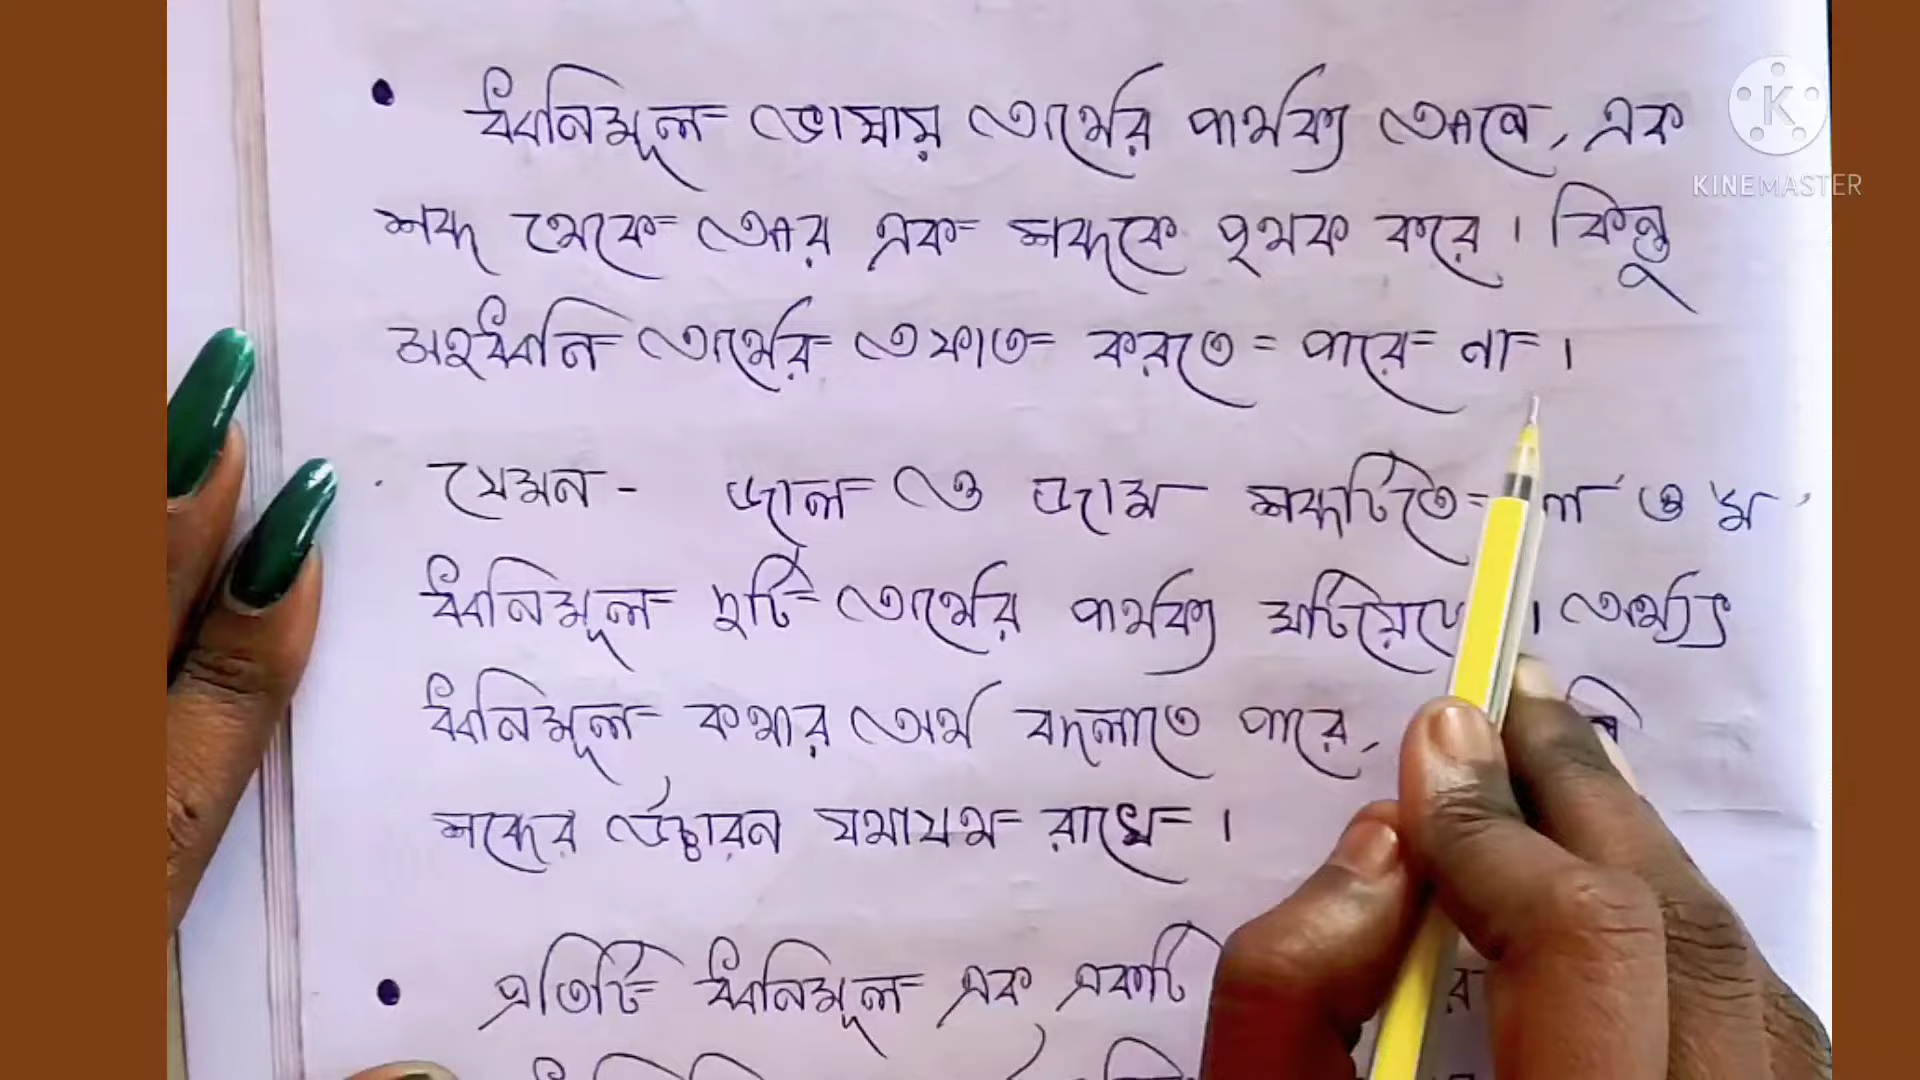 • ধ্বনিমূল ভাষায় অর্থের পার্থক্য আনে, এক
শব্দ থেকে আর এক শব্দকে পৃথক করে। কিন্তু
সহধ্বনি অর্থের তফাত করতে পারে না।
যেমন - জাল ও জাম শব্দটিতে ল ও 'ম'
ধ্বনিমূল দুটি অর্থের পার্থক্য ঘটিয়েছে। অর্থাৎ
ধ্বনিমূল কথার অর্থ বদলাতে পারে,
শব্দের উচ্চারন যথাযথ রাখে।
• প্রতিটি ধ্বনিমূল এক একটি
KINEMASTER